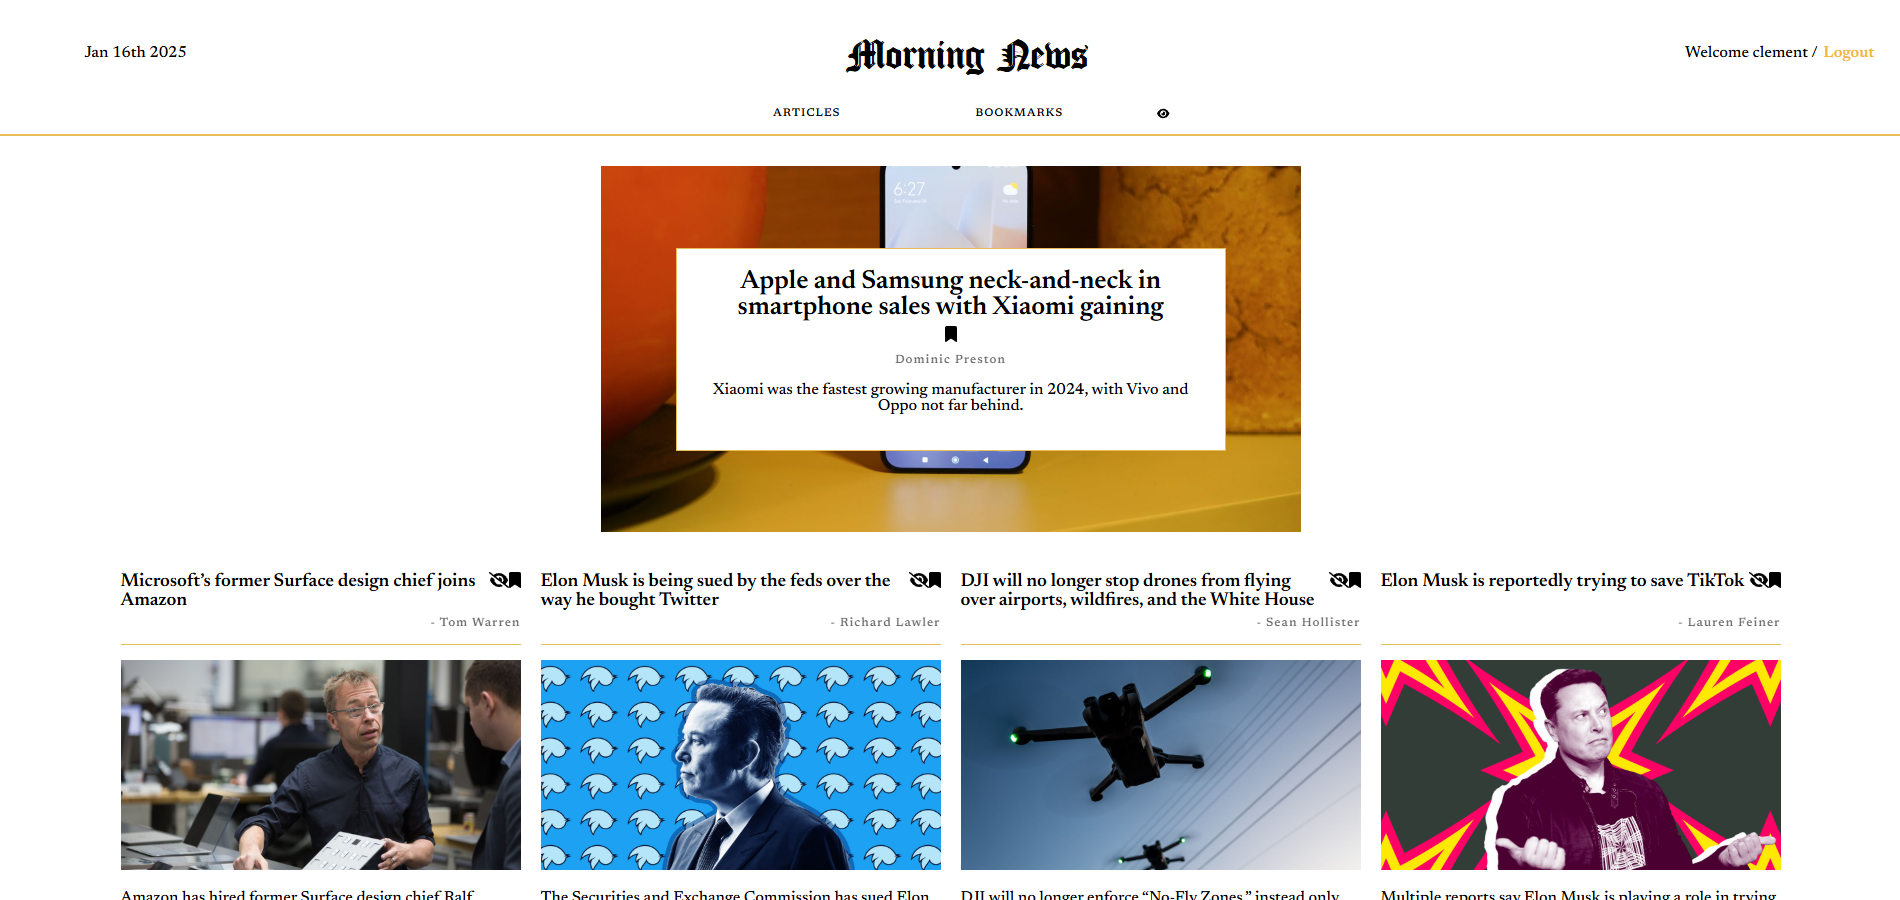 Jan 16th 2025
Morning News
Welcome clement / Logout
ARTICLES
BOOKMARKS
6:27
Apple and Samsung neck-and-neck in
smartphone sales with Xiaomi gaining
Dominic Preston
Xiaomi was the fastest growing manufacturer in 2024, with Vivo and
Oppo not far behind.
Microsoft’s former Surface design chief joins
Amazon
- Tom Warren
Elon Musk is being sued by the feds over the
way he bought Twitter
- Richard Lawler
DJI will no longer stop drones from flying
over airports, wildfires, and the White House
- Sean Hollister
Elon Musk is reportedly trying to save TikTok
- Lauren Feiner
Amazon has hired former Surface design chief Ralf
The Securities and Exchange Commission has sued Elon
DJI will no longer enforce “No-Fly Zones,” instead only
Multiple reports say Elon Musk is playing a role in trying